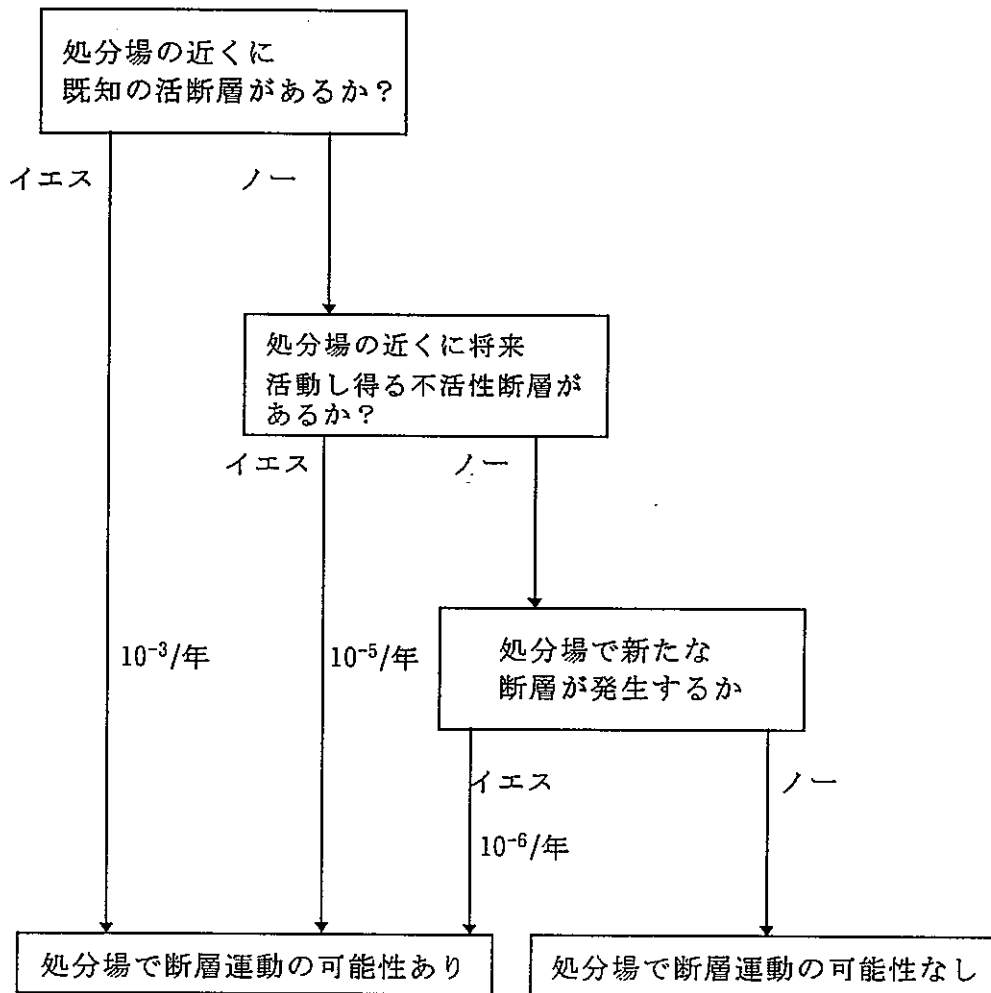 処分場の近くに
既知の活断層があるか？
イエス
ノー
処分場の近くに将来
活動し得る不活性断層が
あるか？
イエス
ノー
10⁻³/年
10⁻⁵/年
処分場で新たな
断層が発生するか
イエス
ノー
10⁻⁶/年
処分場で断層運動の可能性あり
処分場で断層運動の可能性なし